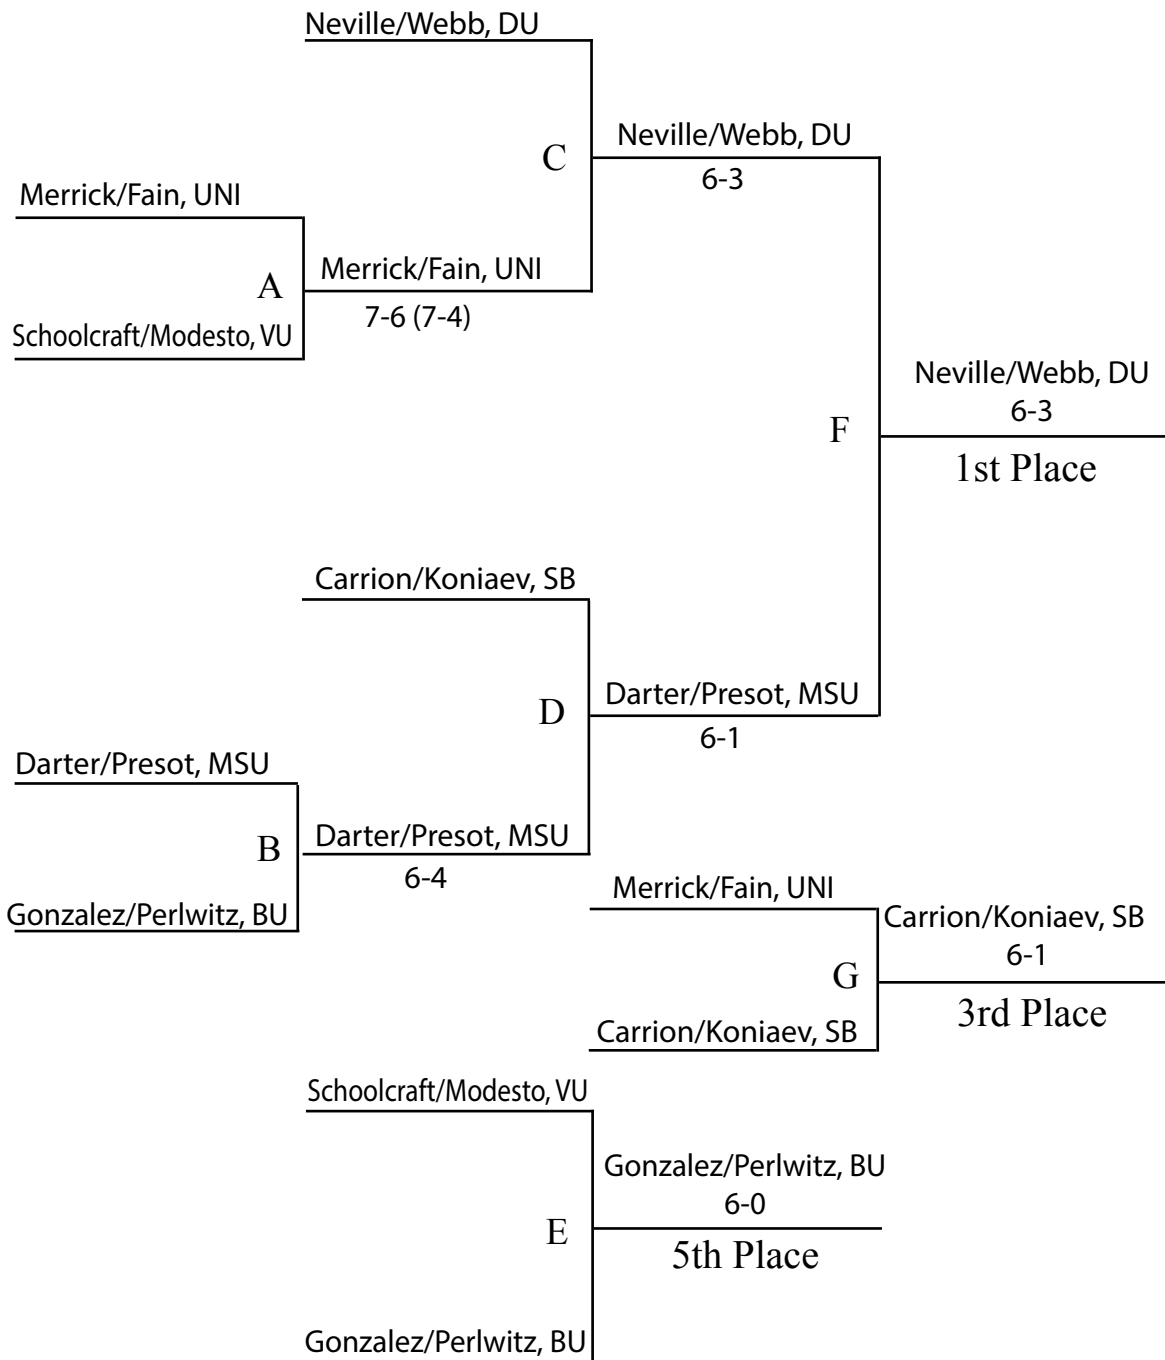 Neville/Webb, DU
C
Neville/Webb, DU
6-3
Merrick/Fain, UNI
A
Merrick/Fain, UNI
7-6 (7-4)
Schoolcraft/Modesto, VU
Neville/Webb, DU
6-3
F
1st Place
Carrion/Koniaev, SB
D
Darter/Presot, MSU
6-1
Darter/Presot, MSU
B
Darter/Presot, MSU
6-4
Gonzalez/Perlwitz, BU
Merrick/Fain, UNI
Carrion/Koniaev, SB
6-1
G
3rd Place
Carrion/Koniaev, SB
Schoolcraft/Modesto, VU
Gonzalez/Perlwitz, BU
6-0
E
5th Place
Gonzalez/Perlwitz, BU